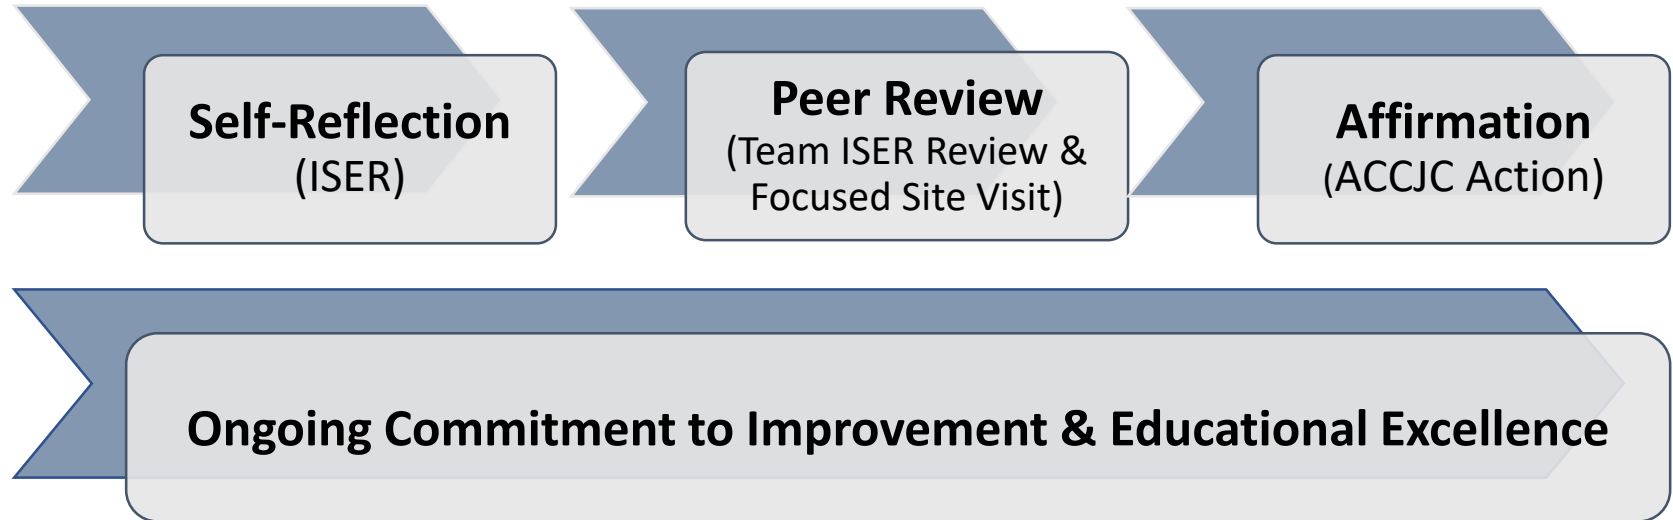 Self-Reflection
(ISER)
Peer Review
(Team ISER Review &
Focused Site Visit)
Affirmation
(ACCJC Action)
Ongoing Commitment to Improvement & Educational Excellence